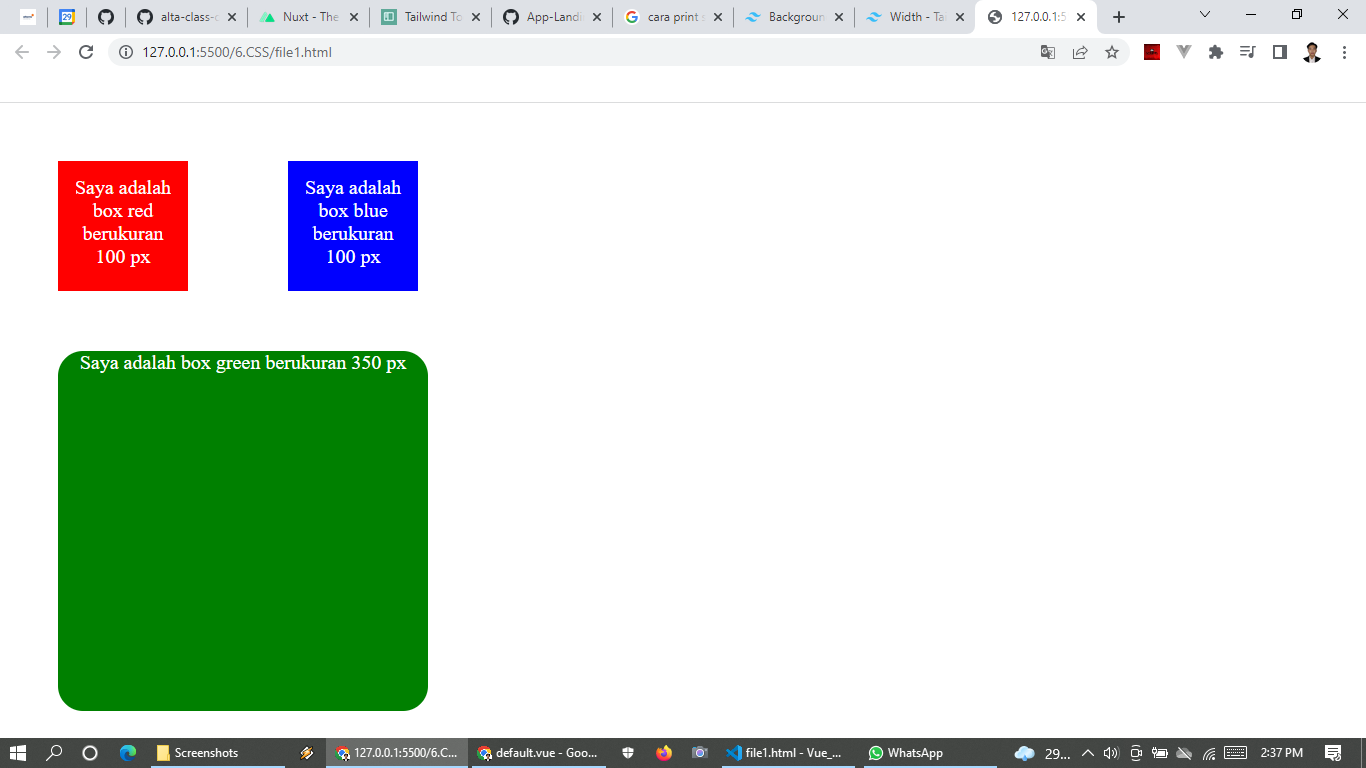 29
alta-class-c
Nuxt - The
Tailwind To
App-Landi
cara print s
Background
Width - Tai
127.0.0.1:5
127.0.0.1:5500/6.CSS/file1.html
Saya adalah
box red
berukuran
100 px
Saya adalah
box blue
berukuran
100 px
Saya adalah box green berukuran 350 px
Screenshots
127.0.0.1:5500/6.C...
default.vue - Goo...
file1.html - Vue_...
WhatsApp
29...
2:37 PM